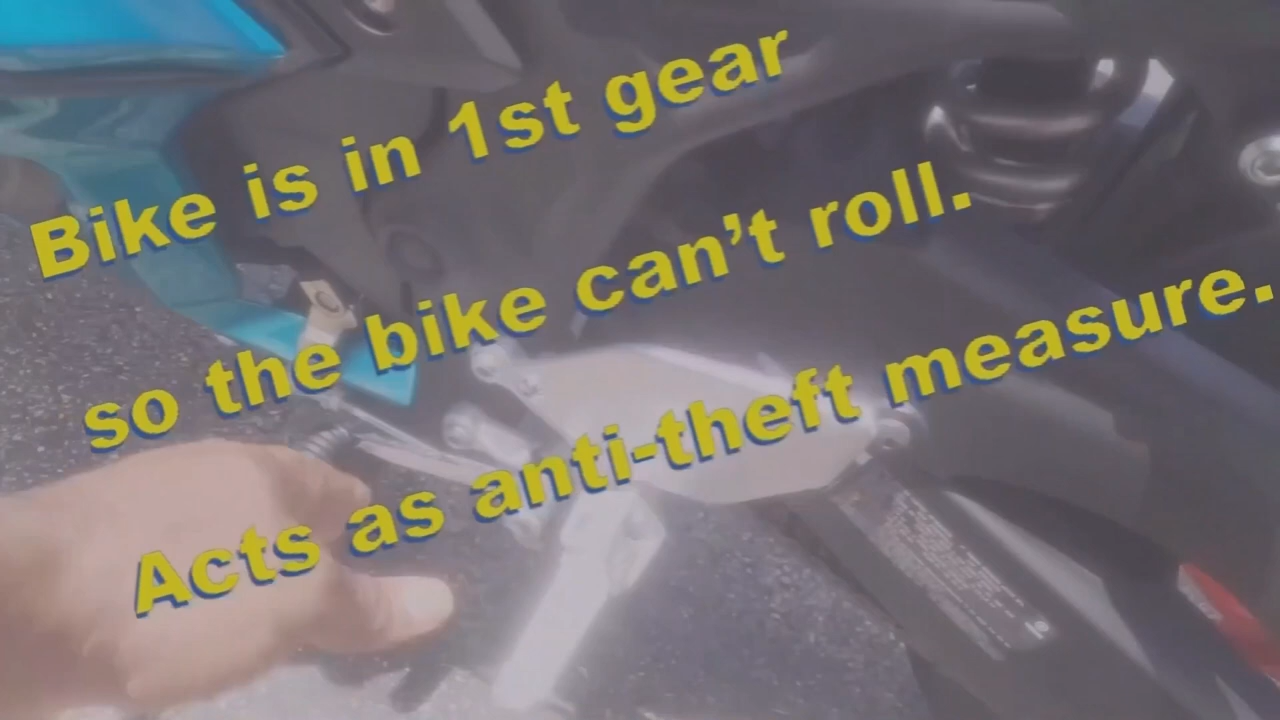 Bike is in 1st gear
so the bike can’t roll.
Acts as anti-theft measure.